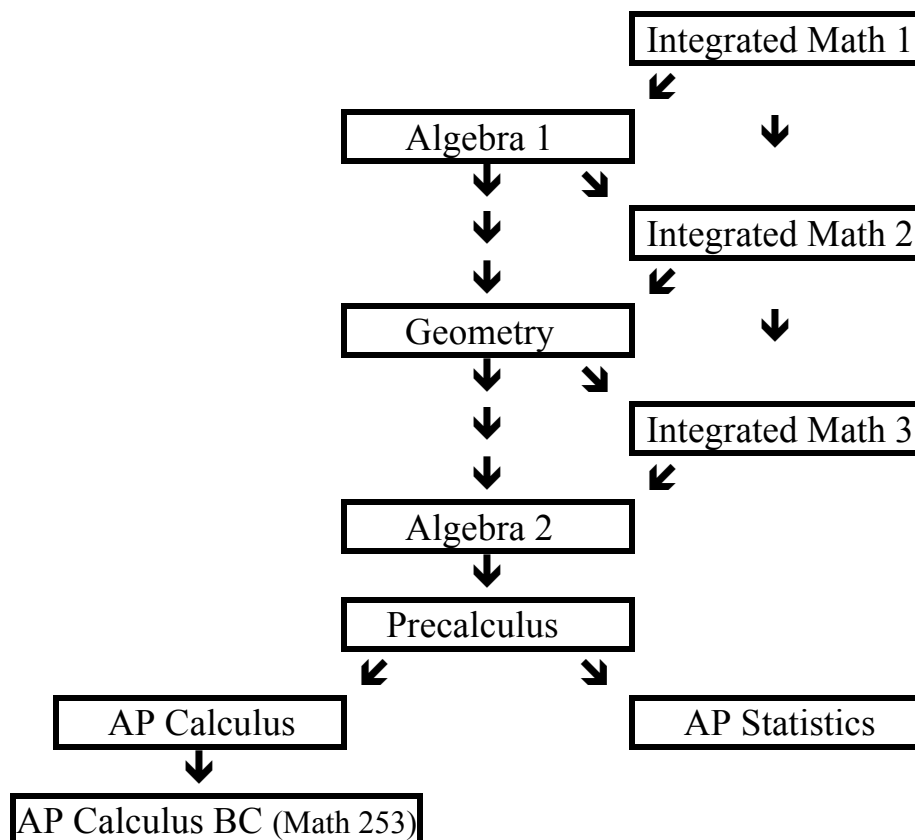 Integrated Math 1
Algebra 1
Integrated Math 2
Geometry
Integrated Math 3
Algebra 2
Precalculus
AP Calculus
AP Statistics
AP Calculus BC (Math 253)